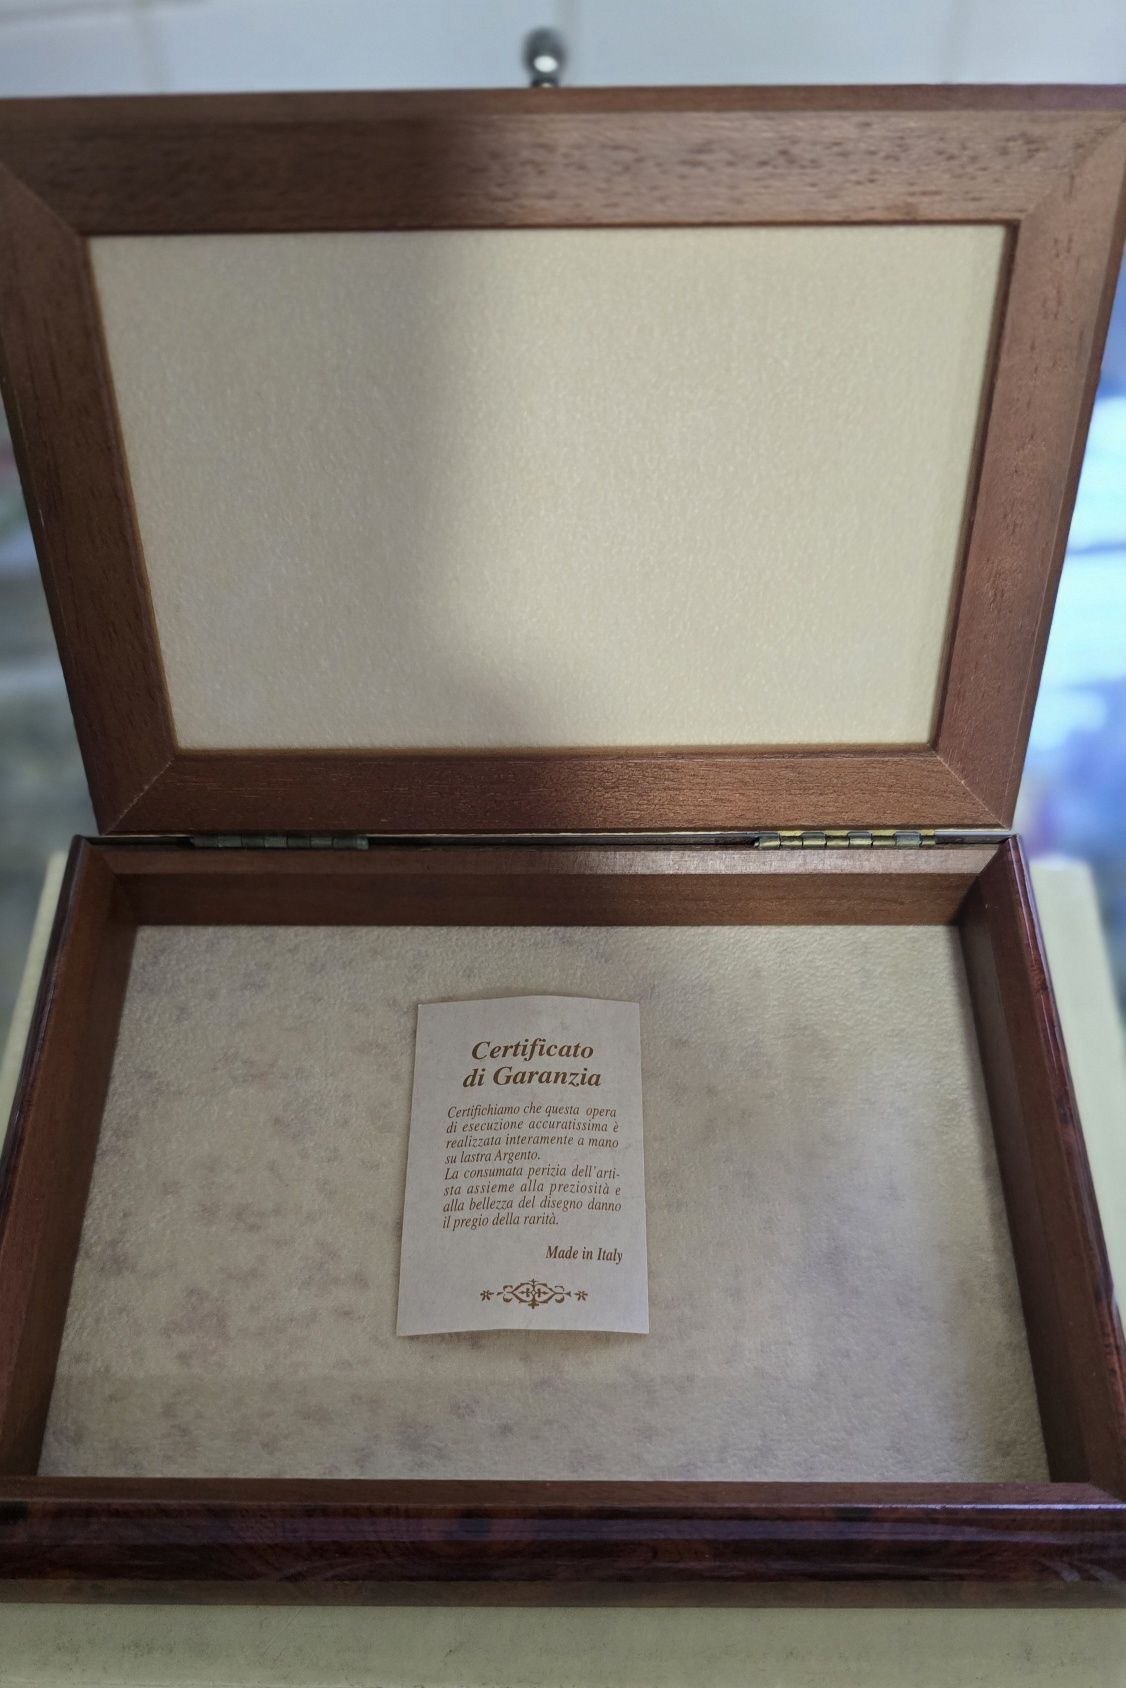 Certificato
di Garanzia
Certifichiamo che questa opera
di esecuzione accuratissima è
realizzata interamente a mano
su lastra Argento.
La consumata perizia dell'arti-
sta assieme alla preziosità e
alla bellezza del disegno danno
il pregio della rarità.
Made in Italy